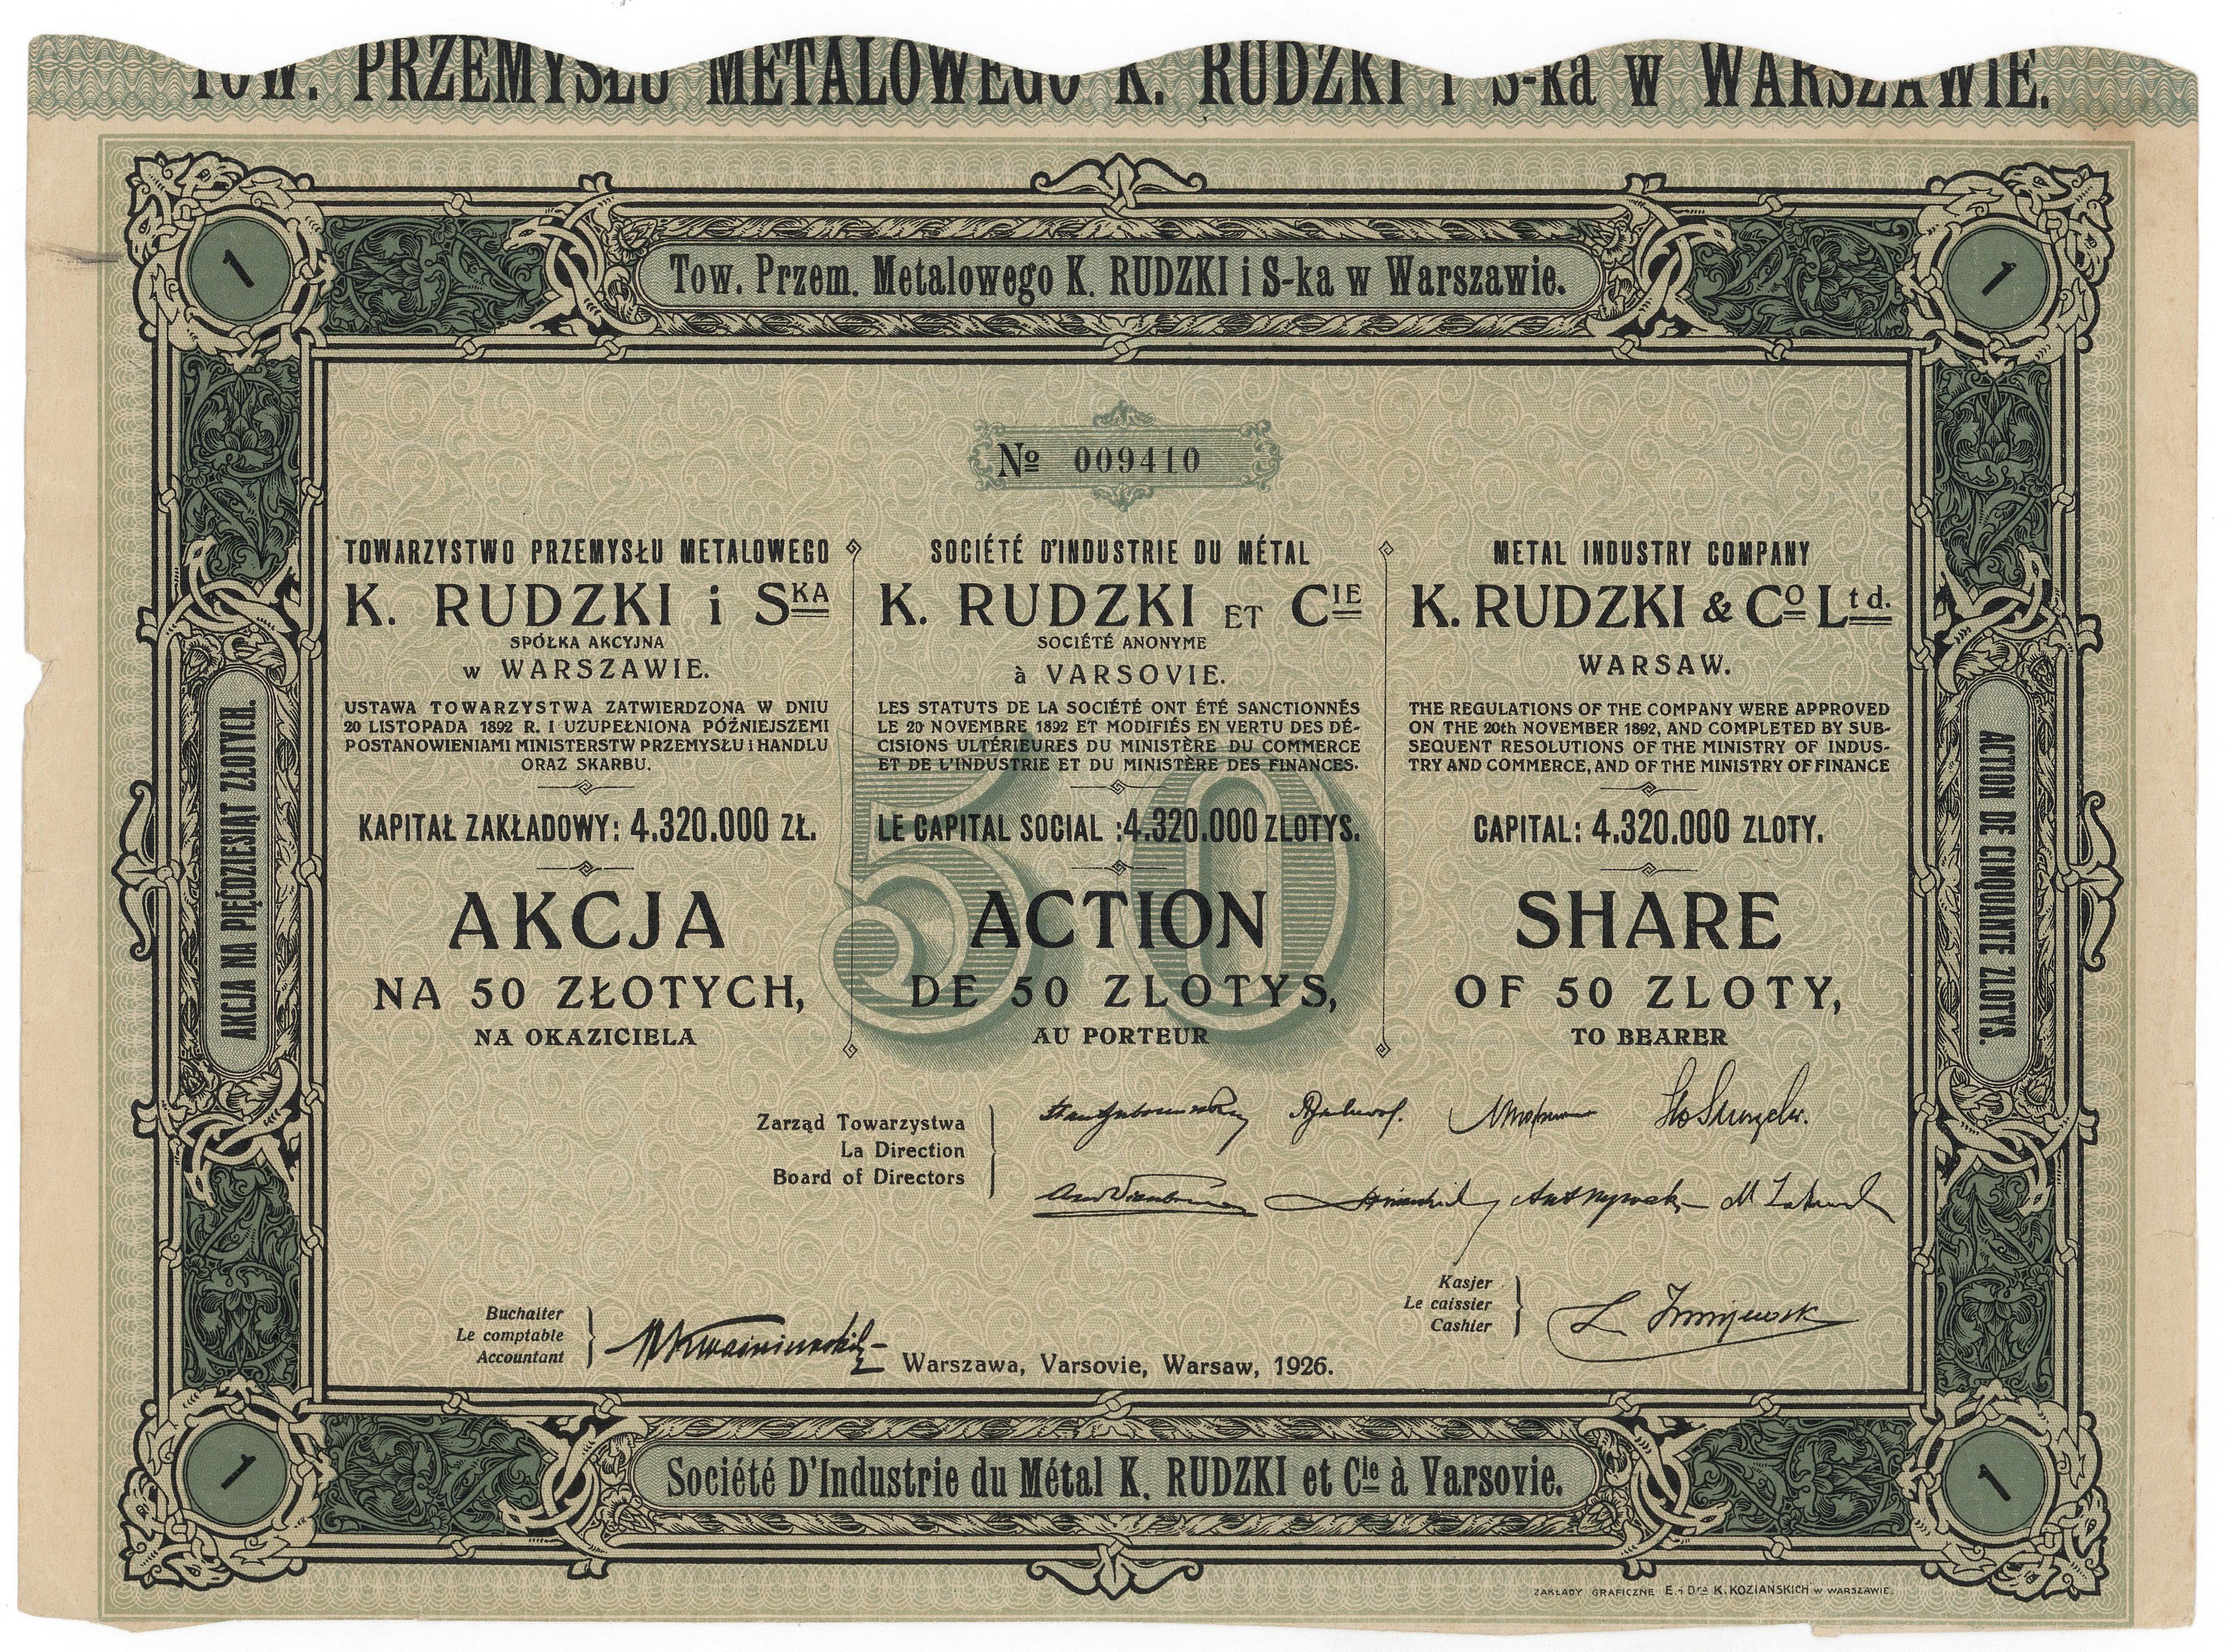 TOW. PRZEMYSŁU METALOWEGO K. RUDZKI i S-ka w WARSZAWIE.
1
Tow. Przem. Metalowego K. RUDZKI i S-ka w Warszawie.
1
№ 009410
TOWARZYSTWO PRZEMYSŁU METALOWEGO
K. RUDZKI i SKA
SPÓŁKA AKCYJNA
w WARSZAWIE.
USTAWA TOWARZYSTWA ZATWIERDZONA W DNIU
20 LISTOPADA 1892 R. I UZUPEŁNIONA PÓŹNIEJSZEMI
POSTANOWIENIAMI MINISTERSTW PRZEMYSŁU i HANDLU
ORAZ SKARBU.
KAPITAŁ ZAKŁADOWY: 4.320.000 ZŁ.
AKCJA
NA 50 ZŁOTYCH,
NA OKAZICIELA
SOCIÉTÉ D'INDUSTRIE DU MÉTAL
K. RUDZKI ET CIE
SOCIÉTÉ ANONYME
à VARSOVIE.
LES STATUTS DE LA SOCIÉTÉ ONT ÉTÉ SANCTIONNÉS
LE 20 NOVEMBRE 1892 ET MODIFIÉS EN VERTU DES DÉ-
CISIONS ULTÉRIEURES DU MINISTÈRE DU COMMERCE
ET DE L'INDUSTRIE ET DU MINISTÈRE DES FINANCES.
LE CAPITAL SOCIAL : 4.320.000 ZLOTYS.
50
ACTION
DE 50 ZLOTYS,
AU PORTEUR
METAL INDUSTRY COMPANY
K. RUDZKI & Co Ltd.
WARSAW.
THE REGULATIONS OF THE COMPANY WERE APPROVED
ON THE 20th NOVEMBER 1892, AND COMPLETED BY SUB-
SEQUENT RESOLUTIONS OF THE MINISTRY OF INDUS-
TRY AND COMMERCE, AND OF THE MINISTRY OF FINANCE
CAPITAL: 4.320.000 ZLOTY.
SHARE
OF 50 ZLOTY,
TO BEARER
AKCJA NA PIĘĆDZIESIĄT ZŁOTYCH.
ACTION DE CINQUANTE ZLOTYS.
Zarząd Towarzystwa
La Direction
Board of Directors
Buchalter
Le comptable
Accountant
Kasjer
Le caissier
Cashier
Warszawa, Varsovie, Warsaw, 1926.
1
Société D'Industrie du Métal K. RUDZKI et Cie à Varsovie.
1
ZAKŁADY GRAFICZNE E. i Dra K. KOZIAŃSKICH w WARSZAWIE.